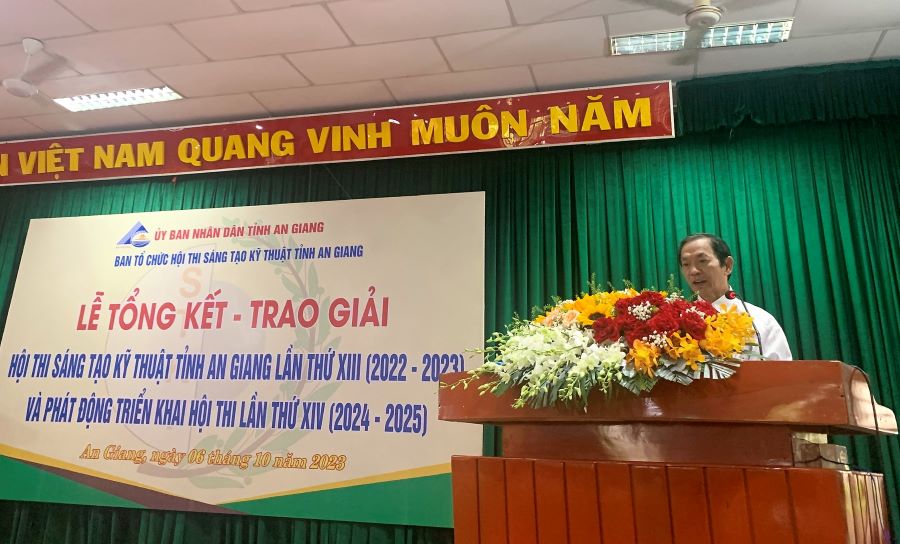 VIỆT NAM QUANG VINH MUÔN NĂM
ỦY BAN NHÂN DÂN TỈNH AN GIANG
BAN TỔ CHỨC HỘI THI SÁNG TẠO KỸ THUẬT TỈNH AN GIANG
LỄ TỔNG KẾT - TRAO GIẢI
HỘI THI SÁNG TẠO KỸ THUẬT TỈNH AN GIANG LẦN THỨ XIII (2022 - 2023)
VÀ PHÁT ĐỘNG TRIỂN KHAI HỘI THI LẦN THỨ XIV (2024 - 2025)
An Giang, ngày 06 tháng 10 năm 2023